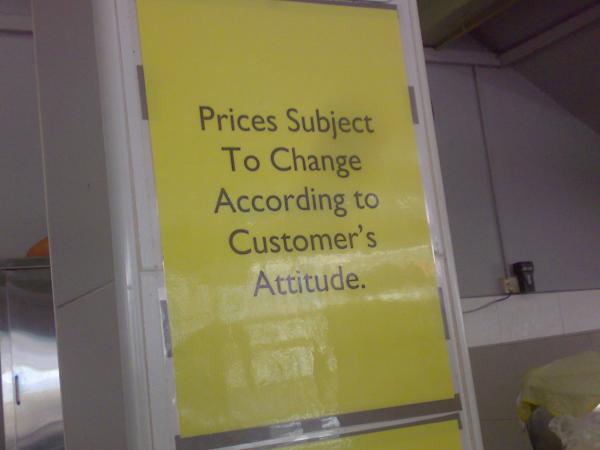 Prices Subject
To Change
According to
Customer's
Attitude.